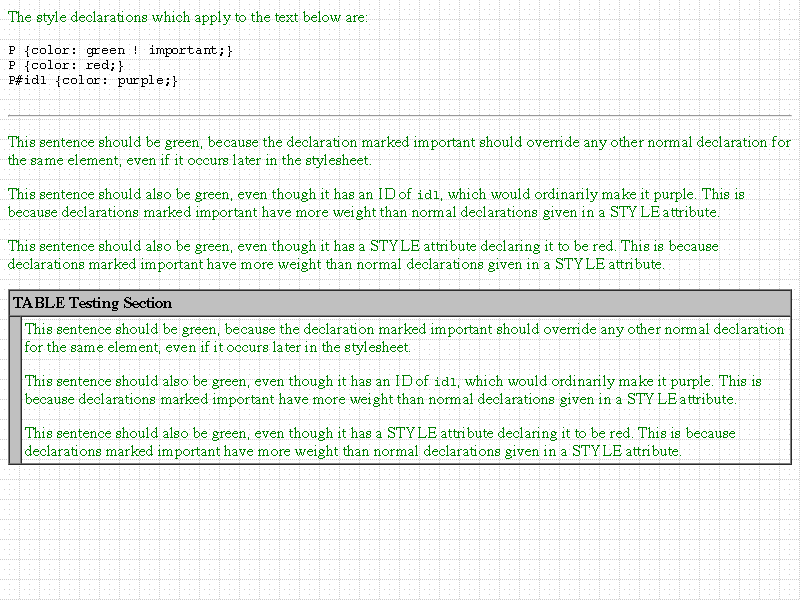 The style declarations which apply to the text below are:
P {color: green ! important;}
P {color: red;}
P#id1 {color: purple;}
This sentence should be green, because the declaration marked important should override any other normal declaration for
the same element, even if it occurs later in the stylesheet.
This sentence should also be green, even though it has an ID of id1, which would ordinarily make it purple. This is
because declarations marked important have more weight than normal declarations given in a STYLE attribute.
This sentence should also be green, even though it has a STYLE attribute declaring it to be red. This is because
declarations marked important have more weight than normal declarations given in a STYLE attribute.
TABLE Testing Section
This sentence should be green, because the declaration marked important should override any other normal declaration
for the same element, even if it occurs later in the stylesheet.
This sentence should also be green, even though it has an ID of id1, which would ordinarily make it purple. This is
because declarations marked important have more weight than normal declarations given in a STYLE attribute.
This sentence should also be green, even though it has a STYLE attribute declaring it to be red. This is because
declarations marked important have more weight than normal declarations given in a STYLE attribute.